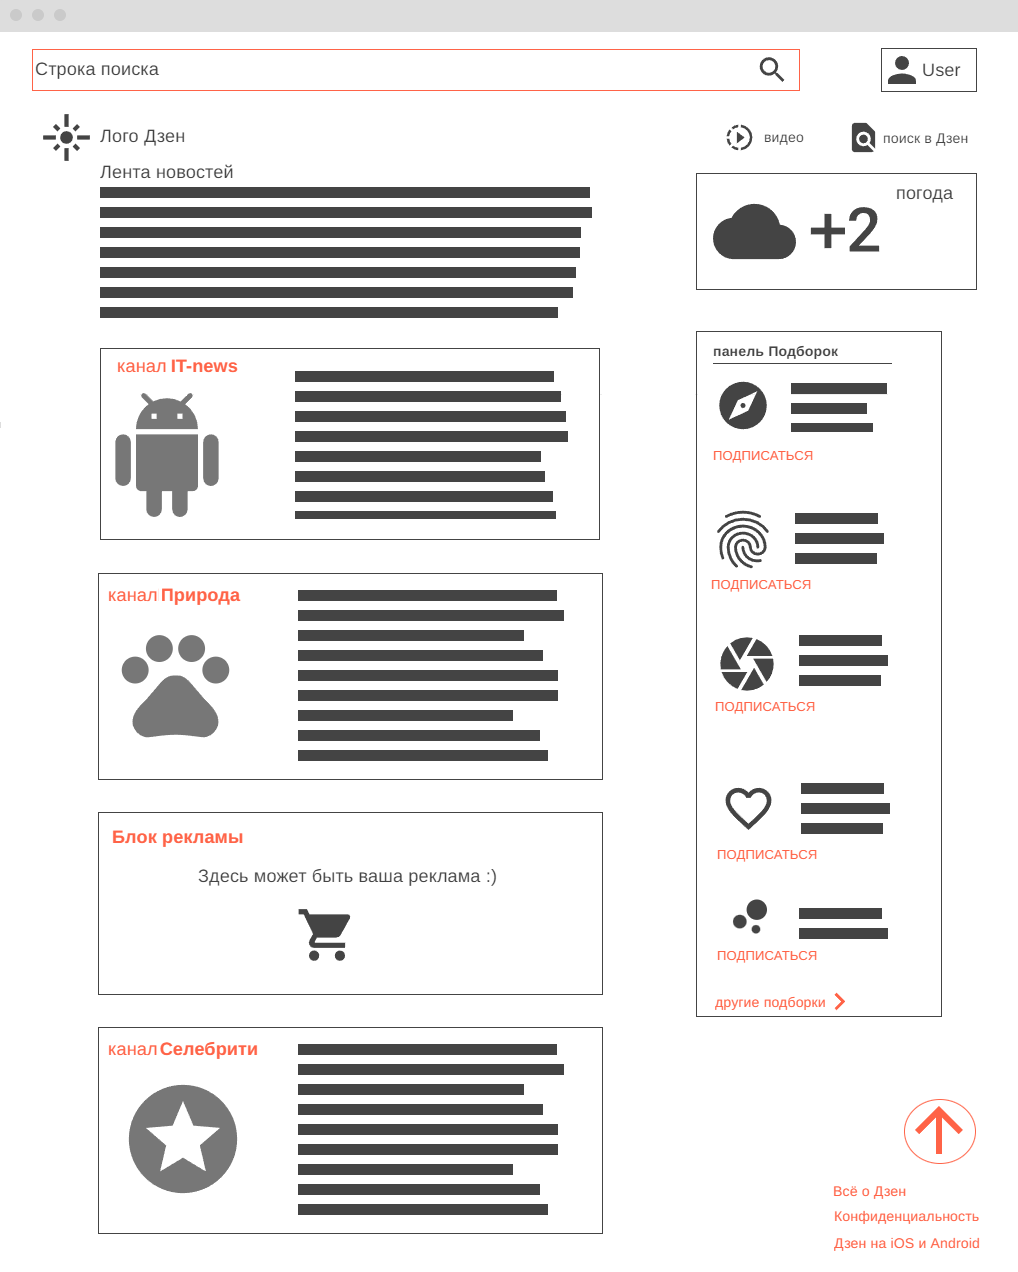 Строка поиска
User
Лого Дзен
видео
поиск в Дзен
Лента новостей
погода
+2
канал IT-news
канал Природа
Блок рекламы
Здесь может быть ваша реклама :)
канал Селебрити
панель Подборок
ПОДПИСАТЬСЯ
ПОДПИСАТЬСЯ
ПОДПИСАТЬСЯ
ПОДПИСАТЬСЯ
ПОДПИСАТЬСЯ
другие подборки
Всё о Дзен
Конфиденциальность
Дзен на iOS и Android